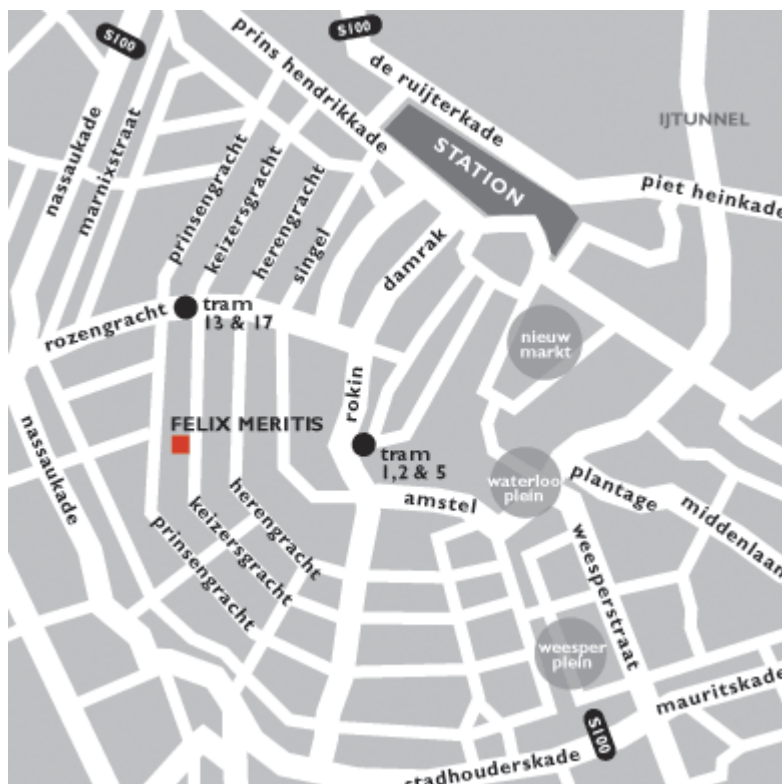 S100
S100
prins hendrikkade
de ruijterkade
nassaukade
marnixstraat
STATION
IJTUNNEL
piet heinkade
prinsengracht
keizersgracht
herengracht
singel
damrak
rozengracht
tram
13 & 17
nieuw
markt
rokin
FELIX MERITIS
nassaukade
tram
1,2 & 5
waterloo
plein
plantage
middenlaan
amstel
herengracht
keizersgracht
prinsengracht
weesperstraat
weesper
plein
mauritskade
S100
stadhouderskade